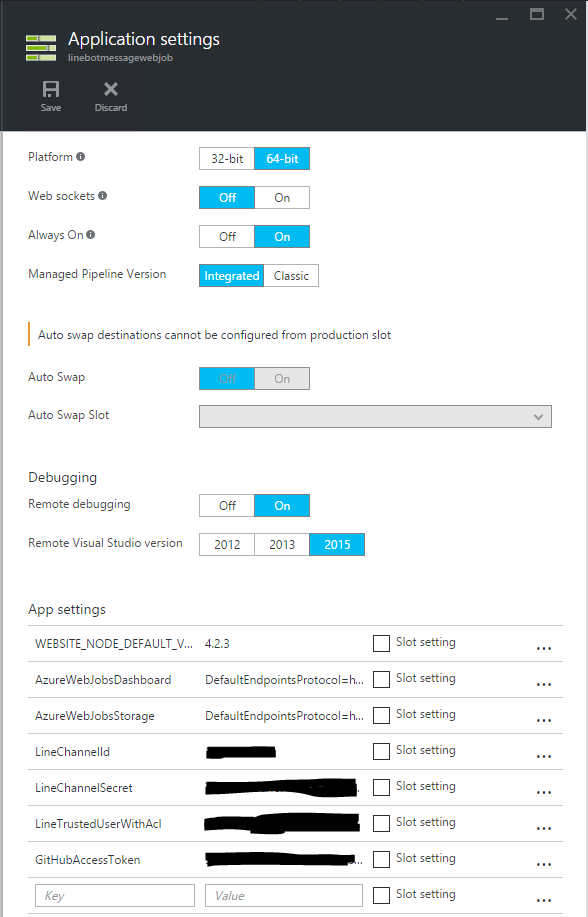 Application settings
linebotmessagewebjob
Save Discard
Platform 32-bit 64-bit
Web sockets Off On
Always On Off On
Managed Pipeline Version Integrated Classic
Auto swap destinations cannot be configured from production slot
Auto Swap Off On
Auto Swap Slot
Debugging
Remote debugging Off On
Remote Visual Studio version 2012 2013 2015
App settings
WEBSITE_NODE_DEFAULT_V... 4.2.3 Slot setting ...
AzureWebJobsDashboard DefaultEndpointsProtocol=h... Slot setting ...
AzureWebJobsStorage DefaultEndpointsProtocol=h... Slot setting ...
LineChannelId Slot setting ...
LineChannelSecret Slot setting ...
LineTrustedUserWithAcl Slot setting ...
GitHubAccessToken Slot setting ...
Key Value Slot setting ...